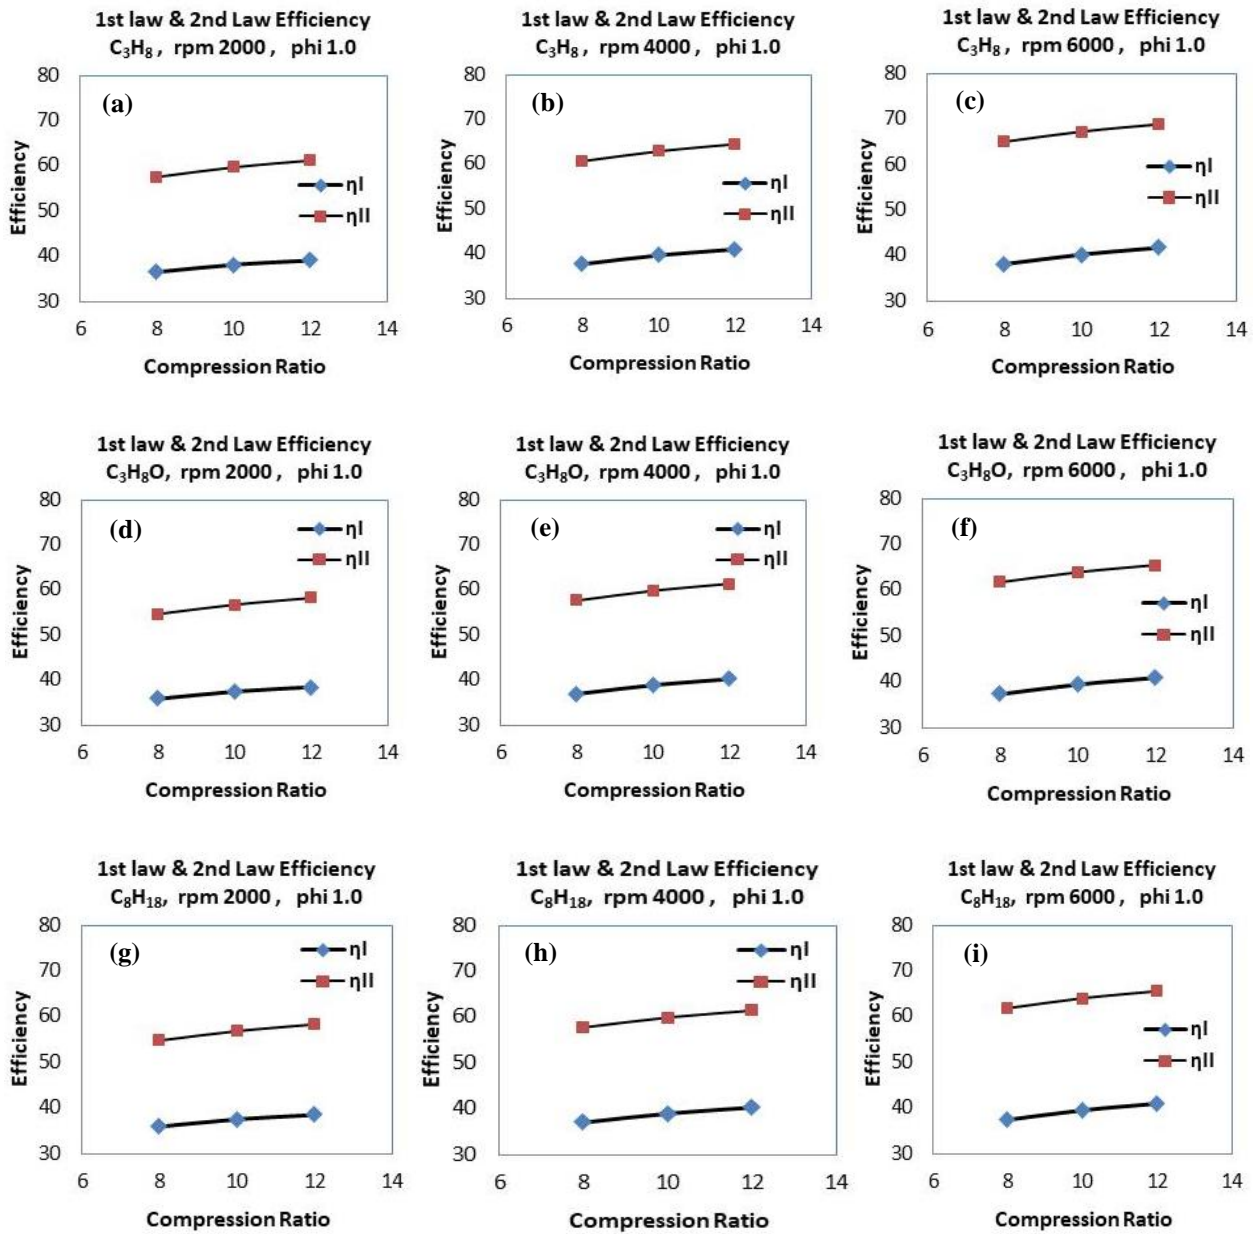 1st law & 2nd Law Efficiency
C₃H₈ , rpm 2000 , phi 1.0
80
70
60
50
40
30
(a)
ηI
ηII
Efficiency
6 8 10 12 14
Compression Ratio
1st law & 2nd Law Efficiency
C₃H₈, rpm 4000 , phi 1.0
80
70
60
50
40
30
(b)
ηI
ηII
Efficiency
6 8 10 12 14
Compression Ratio
1st law & 2nd Law Efficiency
C₃H₈, rpm 6000 , phi 1.0
80
70
60
50
40
30
(c)
ηI
ηII
Efficiency
6 8 10 12 14
Compression Ratio
1st law & 2nd Law Efficiency
C₃H₈O, rpm 2000 , phi 1.0
80
70
60
50
40
30
(d)
ηI
ηII
Efficiency
6 8 10 12 14
Compression Ratio
1st law & 2nd Law Efficiency
C₃H₈O, rpm 4000 , phi 1.0
80
70
60
50
40
30
(e)
ηI
ηII
Efficiency
6 8 10 12 14
Compression Ratio
1st law & 2nd Law Efficiency
C₃H₈O, rpm 6000 , phi 1.0
80
70
60
50
40
30
(f)
ηI
ηII
Efficiency
6 8 10 12 14
Compression Ratio
1st law & 2nd Law Efficiency
C₈H₁₈, rpm 2000 , phi 1.0
80
70
60
50
40
30
(g)
ηI
ηII
Efficiency
6 8 10 12 14
Compression Ratio
1st law & 2nd Law Efficiency
C₈H₁₈, rpm 4000 , phi 1.0
80
70
60
50
40
30
(h)
ηI
ηII
Efficiency
6 8 10 12 14
Compression Ratio
1st law & 2nd Law Efficiency
C₈H₁₈, rpm 6000 , phi 1.0
80
70
60
50
40
30
(i)
ηI
ηII
Efficiency
6 8 10 12 14
Compression Ratio